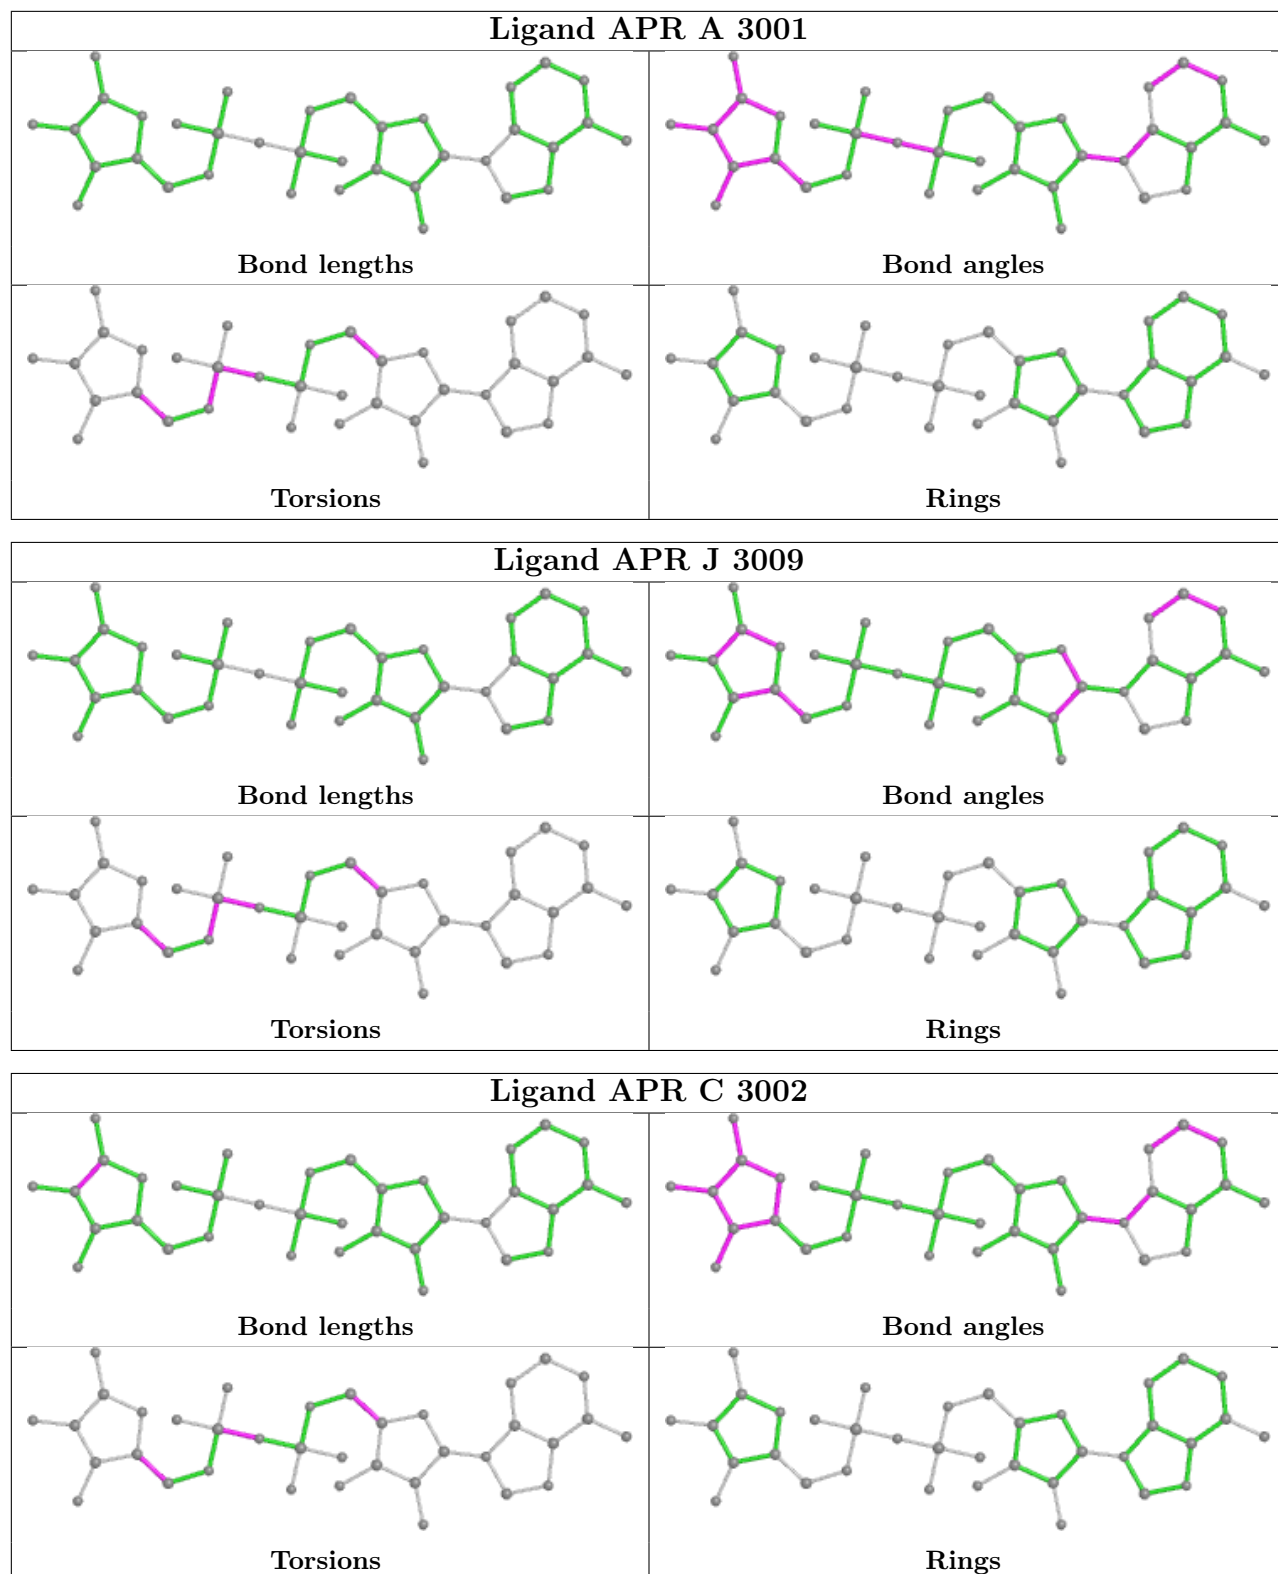 Ligand APR A 3001
Bond lengths
Bond angles
Torsions
Rings
Ligand APR J 3009
Bond lengths
Bond angles
Torsions
Rings
Ligand APR C 3002
Bond lengths
Bond angles
Torsions
Rings